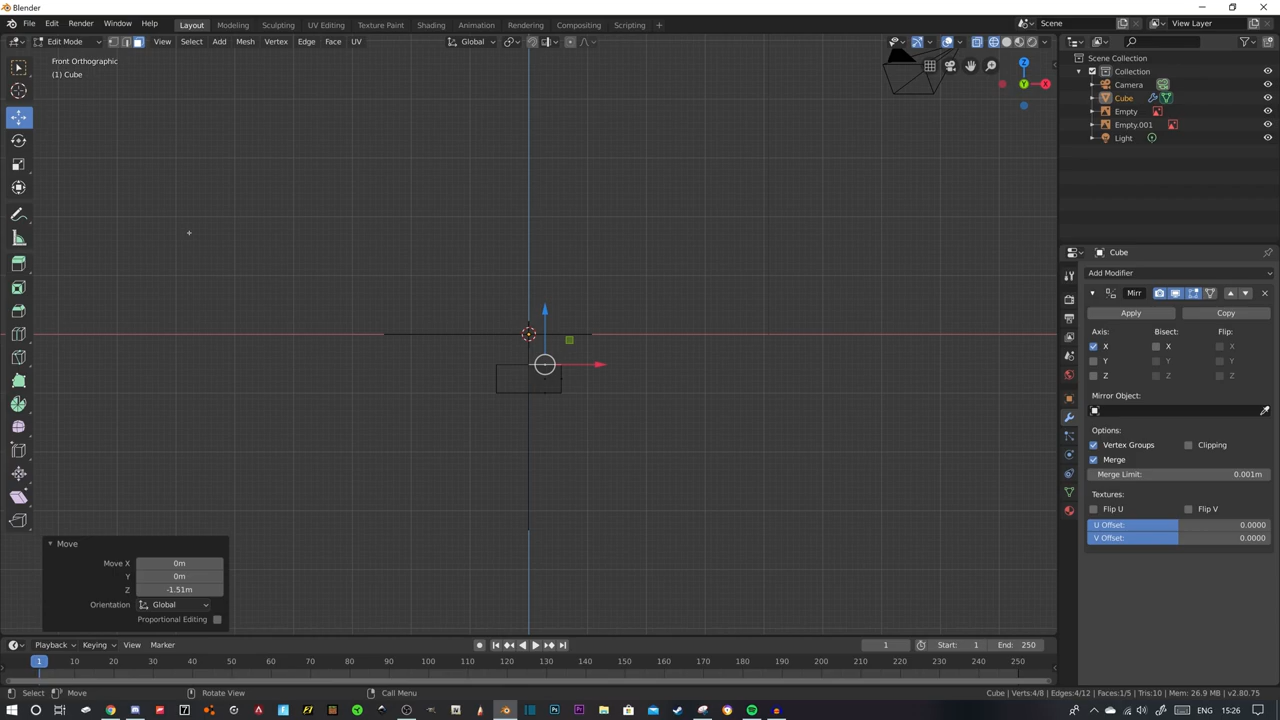 Blender
File Edit Render Window Help Layout Modeling Sculpting UV Editing Texture Paint Shading Animation Rendering Compositing Scripting + Scene View Layer
Edit Mode View Select Add Mesh Vertex Edge Face UV Global
Front Orthographic
(1) Cube
Z
X
Y
Scene Collection
Collection
Camera
Cube
Empty
Empty.001
Light
Cube
Add Modifier
Mirr
Apply Copy
Axis: Bisect: Flip:
X X X
Y Y Y
Z Z Z
Mirror Object:
Options:
Vertex Groups Clipping
Merge
Merge Limit: 0.001m
Textures:
Flip U Flip V
U Offset: 0.0000
V Offset: 0.0000
Move
Move X 0m
Y 0m
Z -1.51m
Orientation Global
Proportional Editing
Playback Keying View Marker 1 Start: 1 End: 250
1 10 20 30 40 50 60 70 80 90 100 110 120 130 140 150 160 170 180 190 200 210 220 230 240 250
Select Move Rotate View Call Menu Cube | Verts:4/8 | Edges:4/12 | Faces:1/5 | Tris:10 | Mem: 26.9 MB | v2.80.75
15:26